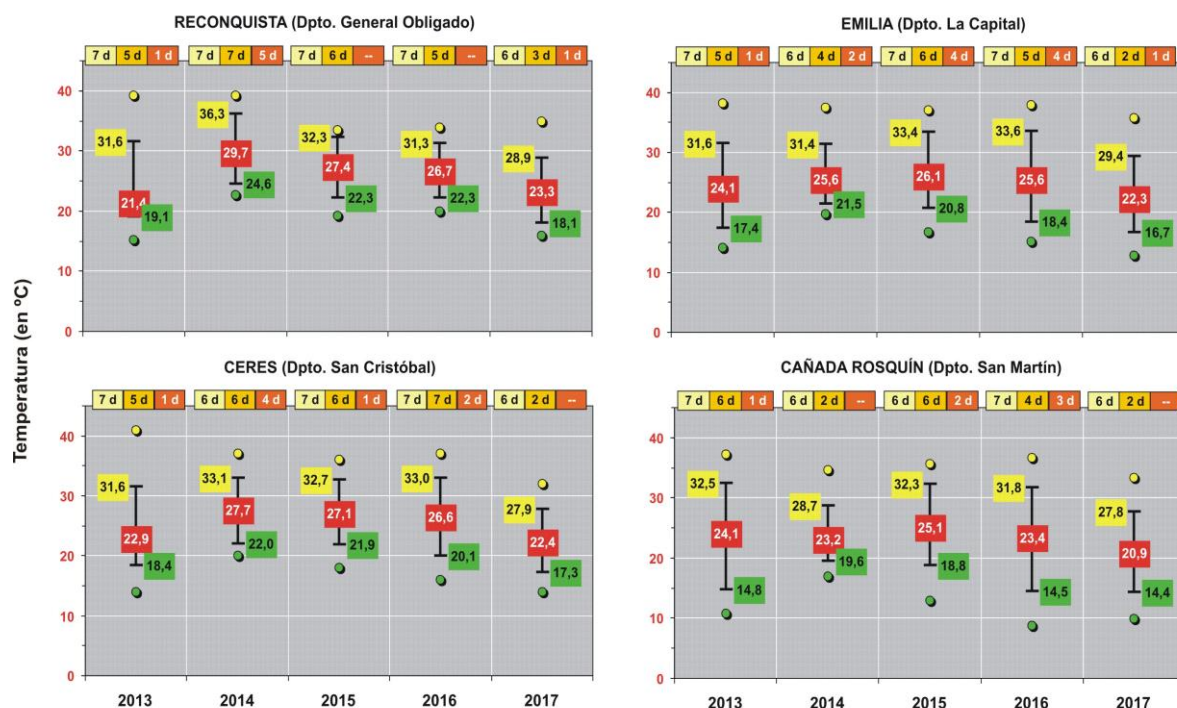 RECONQUISTA (Dpto. General Obligado)
7 d 5 d 1 d 7 d 7 d 5 d 7 d 6 d -- 7 d 5 d -- 6 d 3 d 1 d
40
30
20
10
0
31,6 21,4 19,1
36,3 29,7 24,6
32,3 27,4 22,3
31,3 26,7 22,3
28,9 23,3 18,1
EMILIA (Dpto. La Capital)
7 d 5 d 1 d 6 d 4 d 2 d 7 d 6 d 4 d 7 d 5 d 4 d 6 d 2 d 1 d
40
30
20
10
0
31,6 24,1 17,4
31,4 25,6 21,5
33,4 26,1 20,8
33,6 25,6 18,4
29,4 22,3 16,7
Temperatura (en ºC)
CERES (Dpto. San Cristóbal)
7 d 5 d 1 d 6 d 6 d 4 d 7 d 6 d 1 d 7 d 7 d 2 d 6 d 2 d --
40
30
20
10
0
31,6 22,9 18,4
33,1 27,7 22,0
32,7 27,1 21,9
33,0 26,6 20,1
27,9 22,4 17,3
2013 2014 2015 2016 2017
CAÑADA ROSQUÍN (Dpto. San Martín)
7 d 6 d 1 d 6 d 2 d -- 6 d 6 d 2 d 7 d 4 d 3 d 6 d 2 d --
40
30
20
10
0
32,5 24,1 14,8
28,7 23,2 19,6
32,3 25,1 18,8
31,8 23,4 14,5
27,8 20,9 14,4
2013 2014 2015 2016 2017